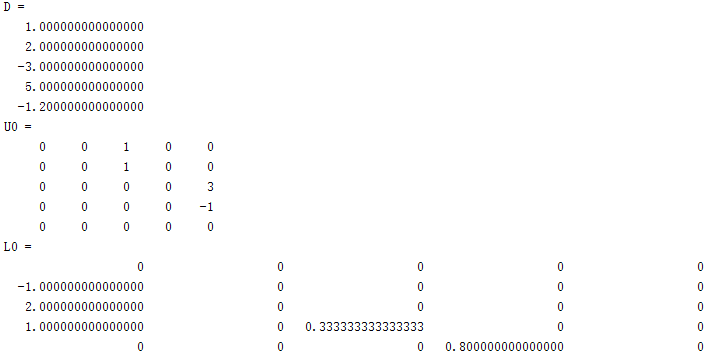 D =
1.000000000000000
2.000000000000000
-3.000000000000000
5.000000000000000
-1.200000000000000
U0 =
0 0 1 0 0
0 0 1 0 0
0 0 0 0 3
0 0 0 0 -1
0 0 0 0 0
L0 =
0 0 0 0 0
-1.000000000000000 0 0 0 0
2.000000000000000 0 0 0 0
1.000000000000000 0 0.333333333333333 0 0
0 0 0 0.800000000000000 0